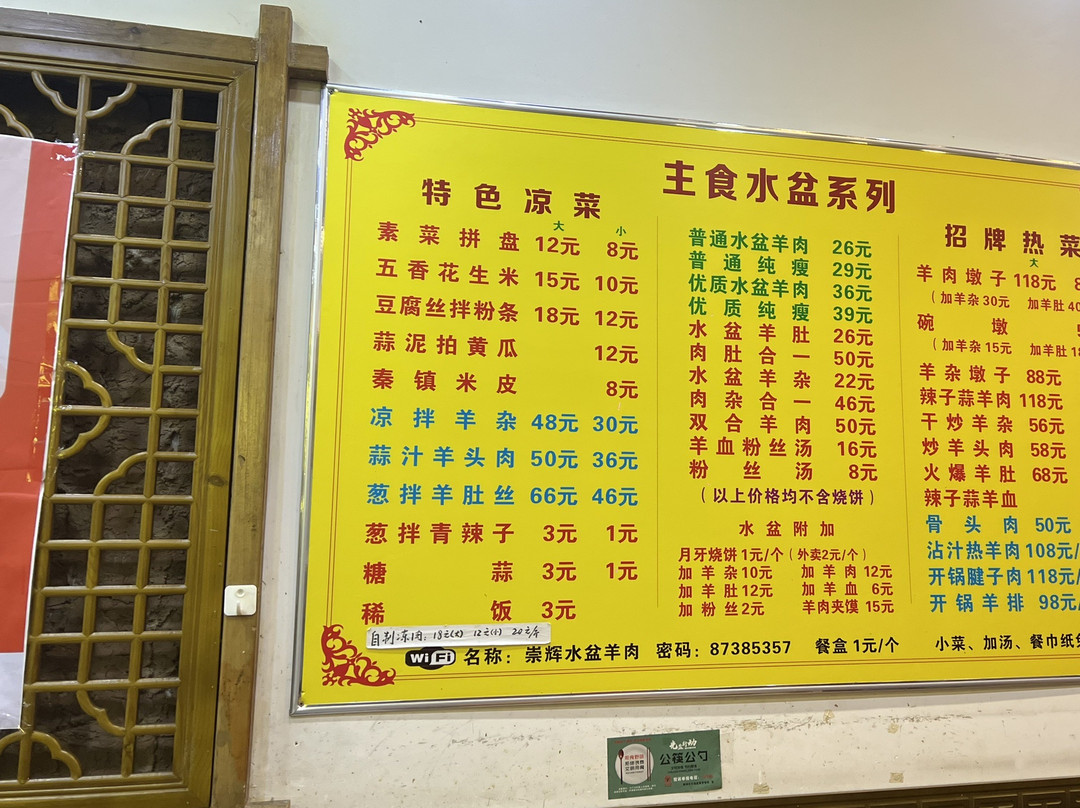 特色凉菜
大 小
素菜拼盘 12元 8元
五香花生米 15元 10元
豆腐丝拌粉条 18元 12元
蒜泥拍黄瓜 12元
秦镇米皮 8元
凉拌羊杂 48元 30元
蒜汁羊头肉 50元 36元
葱拌羊肚丝 66元 46元
葱拌青辣子 3元 1元
糖蒜 3元 1元
稀饭 3元
自制冻肉: 18元(大) 12元(小) 20元/斤
主食水盆系列
普通水盆羊肉 26元
普通纯瘦 29元
优质水盆羊肉 36元
优质纯瘦 39元
水盆羊肚 26元
肉肚合一 50元
水盆羊杂 22元
肉杂合一 46元
双合羊肉 50元
羊血粉丝汤 16元
粉丝汤 8元
(以上价格均不含烧饼)
水盆附加
月牙烧饼 1元/个 (外卖2元/个)
加羊杂10元 加羊肉 12元
加羊肚12元 加羊血 6元
加粉丝2元 羊肉夹馍 15元
招牌热菜
大
羊肉墩子 118元
(加羊杂30元 加羊肚40
碗墩
(加羊杂15元 加羊肚18
羊杂墩子 88元
辣子蒜羊肉 118元
干炒羊杂 56元
炒羊头肉 58元
火爆羊肚 68元
辣子蒜羊血
骨头肉 50元
沾汁热羊肉 108元/
开锅腱子肉 118元/
开锅羊排 98元/
WiFi 名称: 崇辉水盆羊肉 密码: 87385357 餐盒 1元/个 小菜、加汤、餐巾纸
公筷公勺